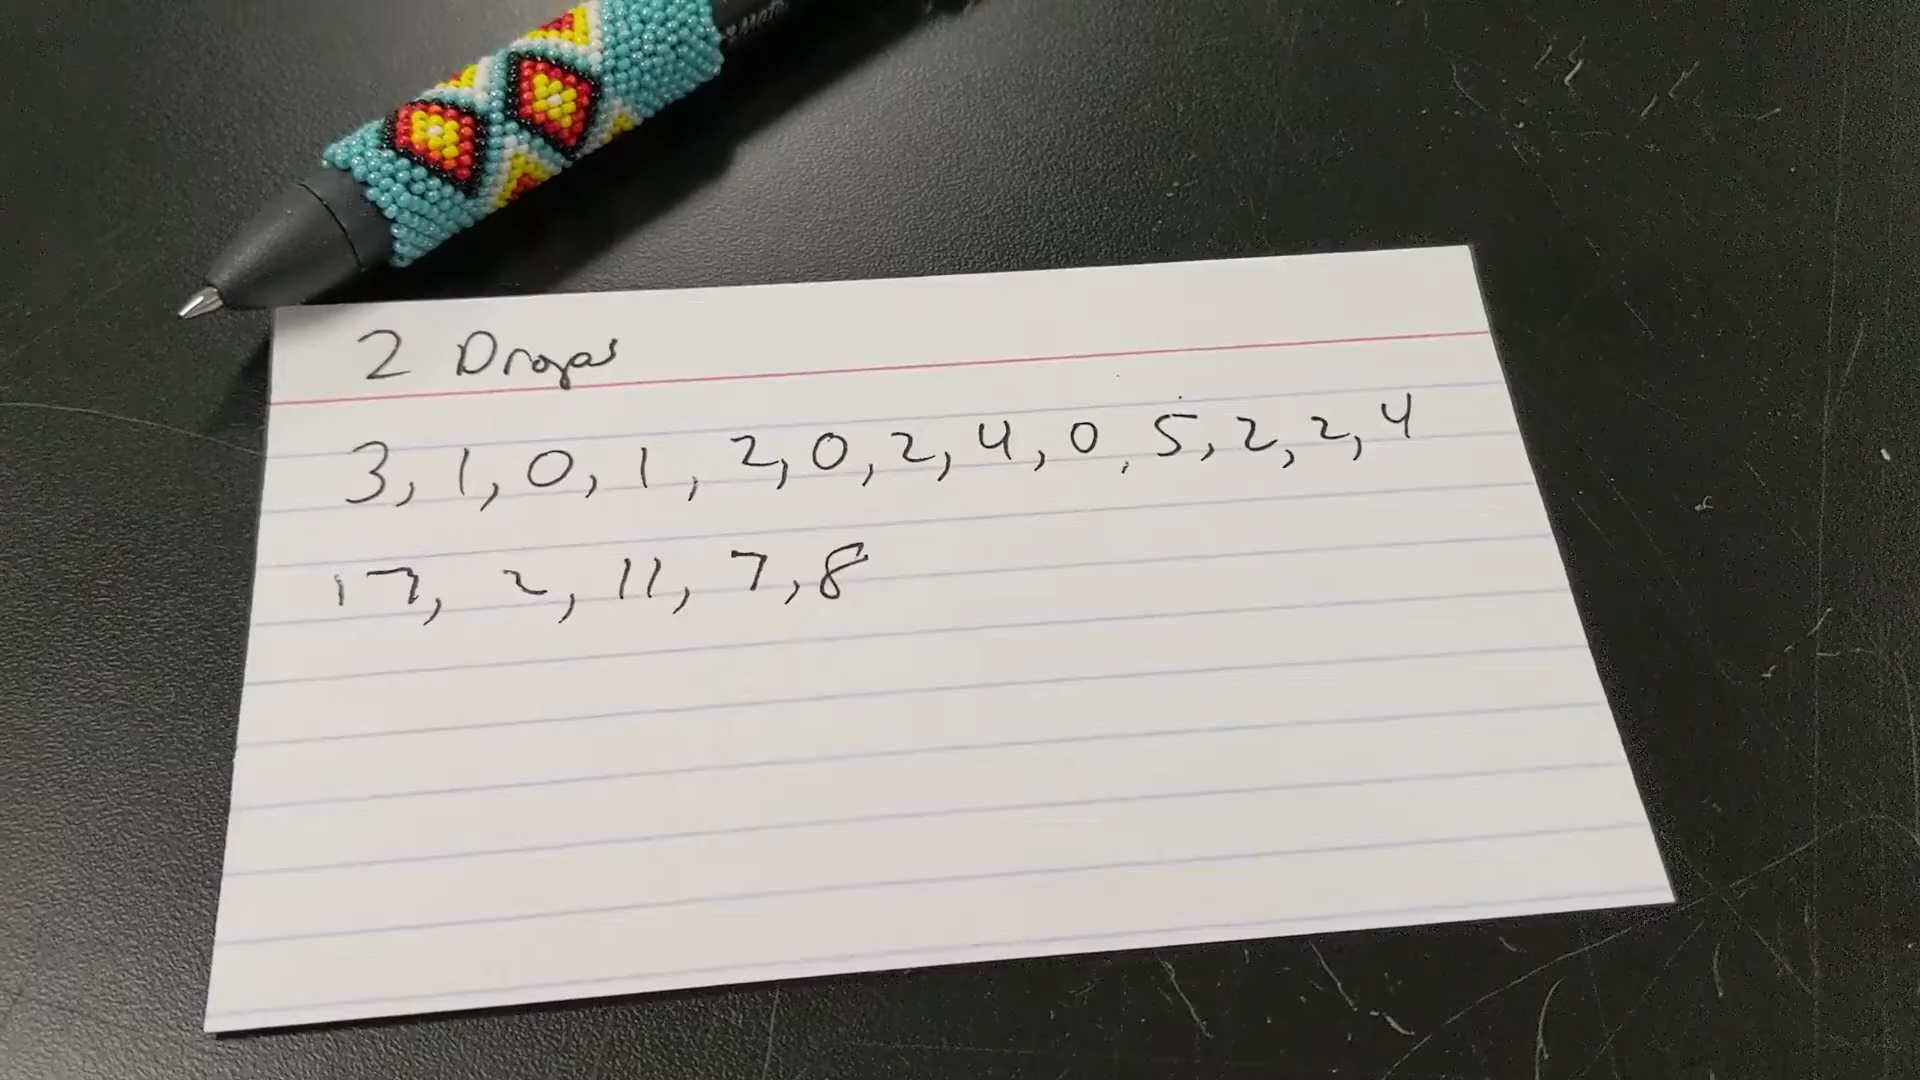 2 Drops
3, 1, 0, 1, 2, 0, 2, 4, 0, 5, 2, 2, 4
17, 2, 11, 7, 8